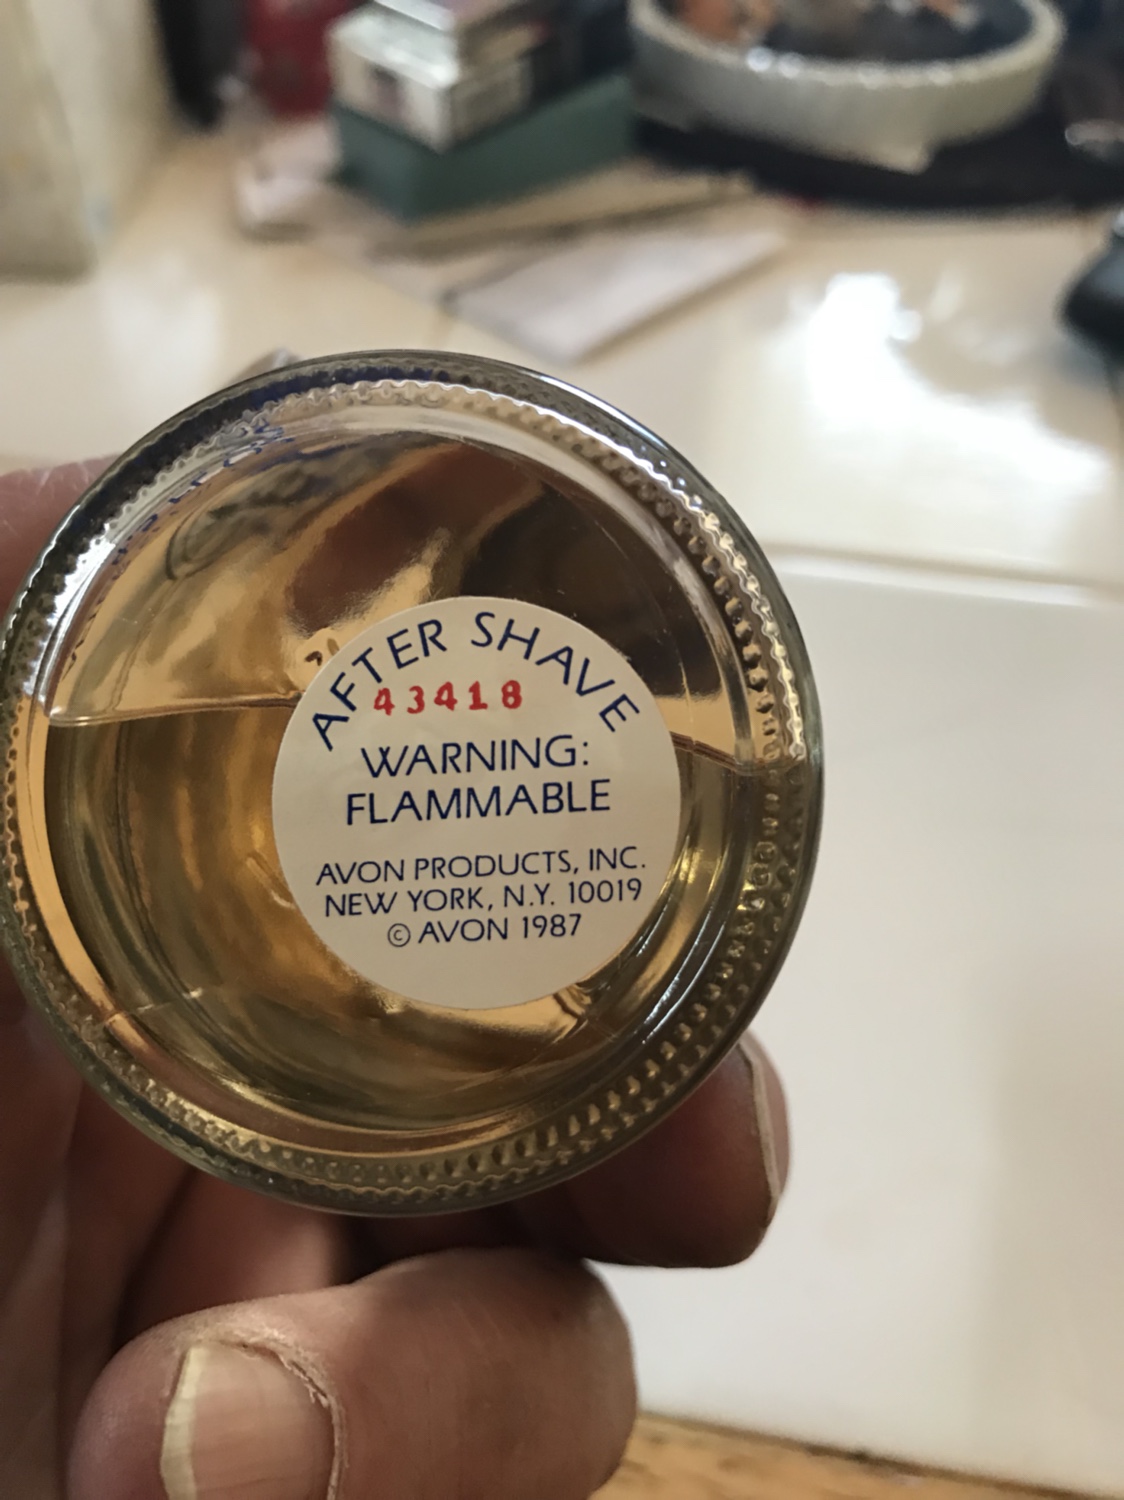 AFTER SHAVE
43418
WARNING:
FLAMMABLE
AVON PRODUCTS, INC.
NEW YORK, N.Y. 10019
© AVON 1987